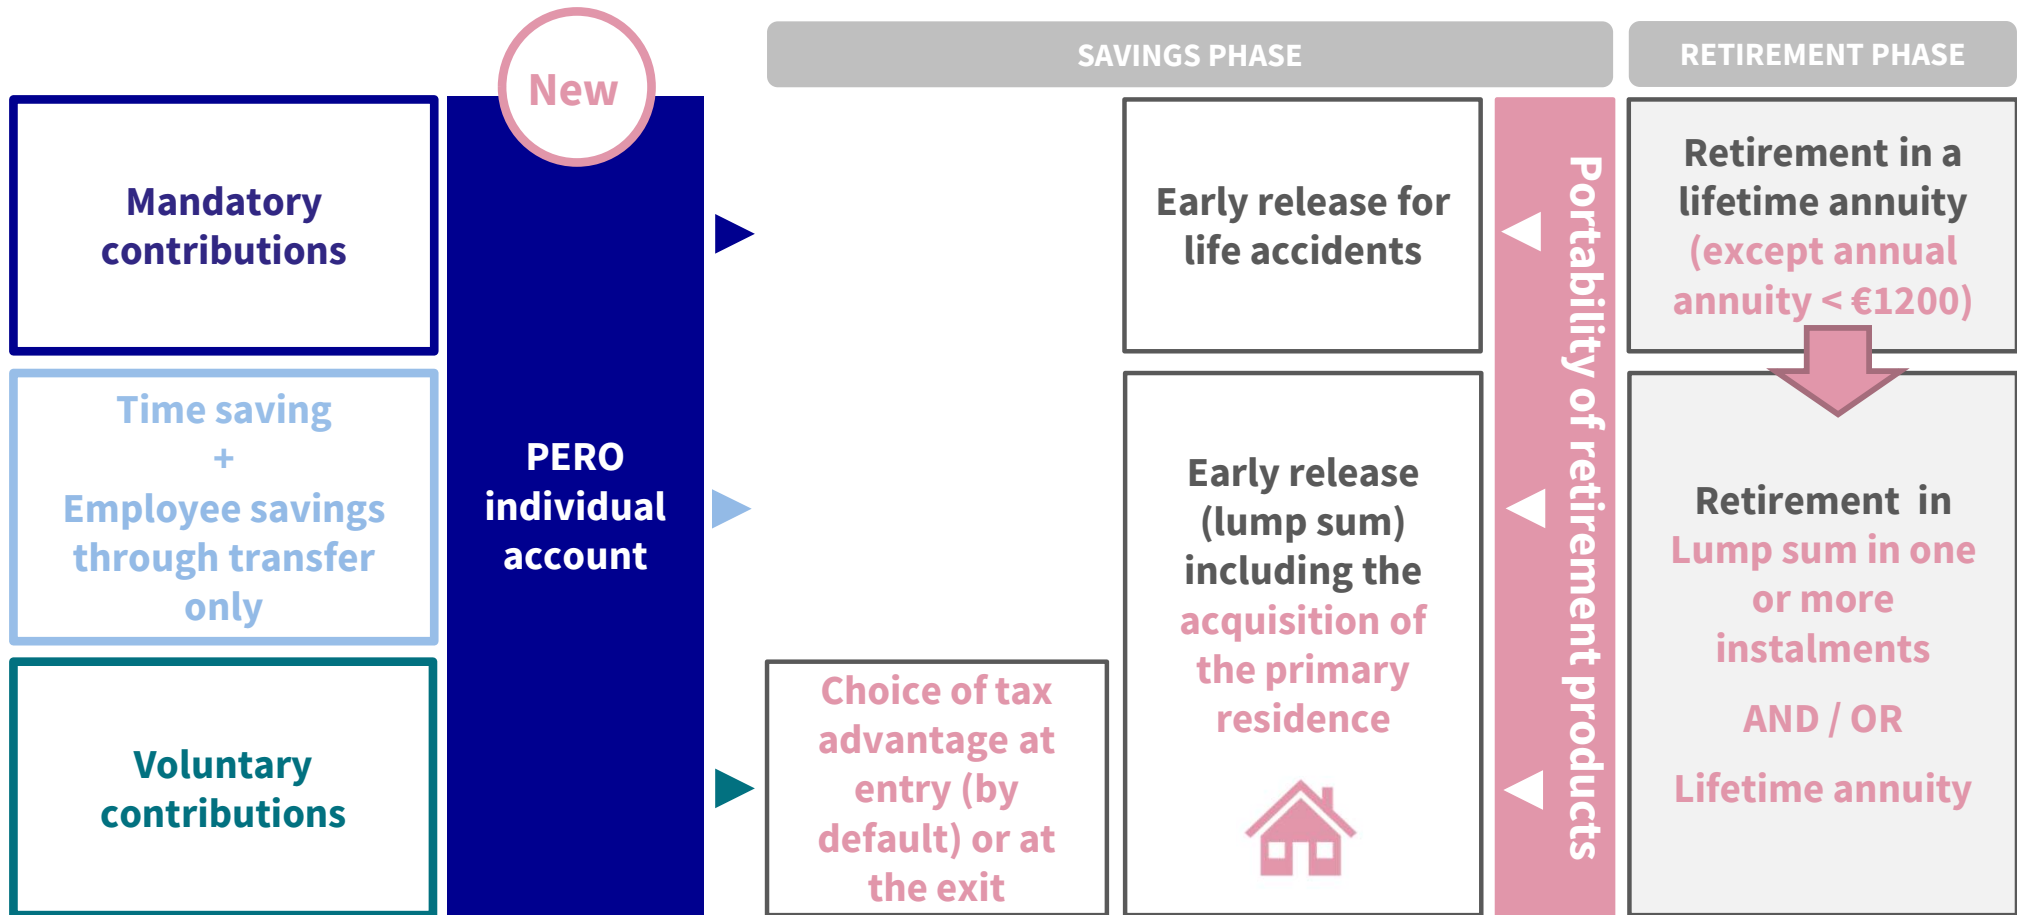 New
SAVINGS PHASE
RETIREMENT PHASE
Mandatory
contributions
Time saving
+
Employee savings
through transfer
only
Voluntary
contributions
PERO
individual
account
Choice of tax
advantage at
entry (by
default) or at
the exit
Early release for
life accidents
Early release
(lump sum)
including the
acquisition of
the primary
residence
Portability of retirement products
Retirement in a
lifetime annuity
(except annual
annuity < €1200)
Retirement in
Lump sum in one
or more
instalments
AND / OR
Lifetime annuity